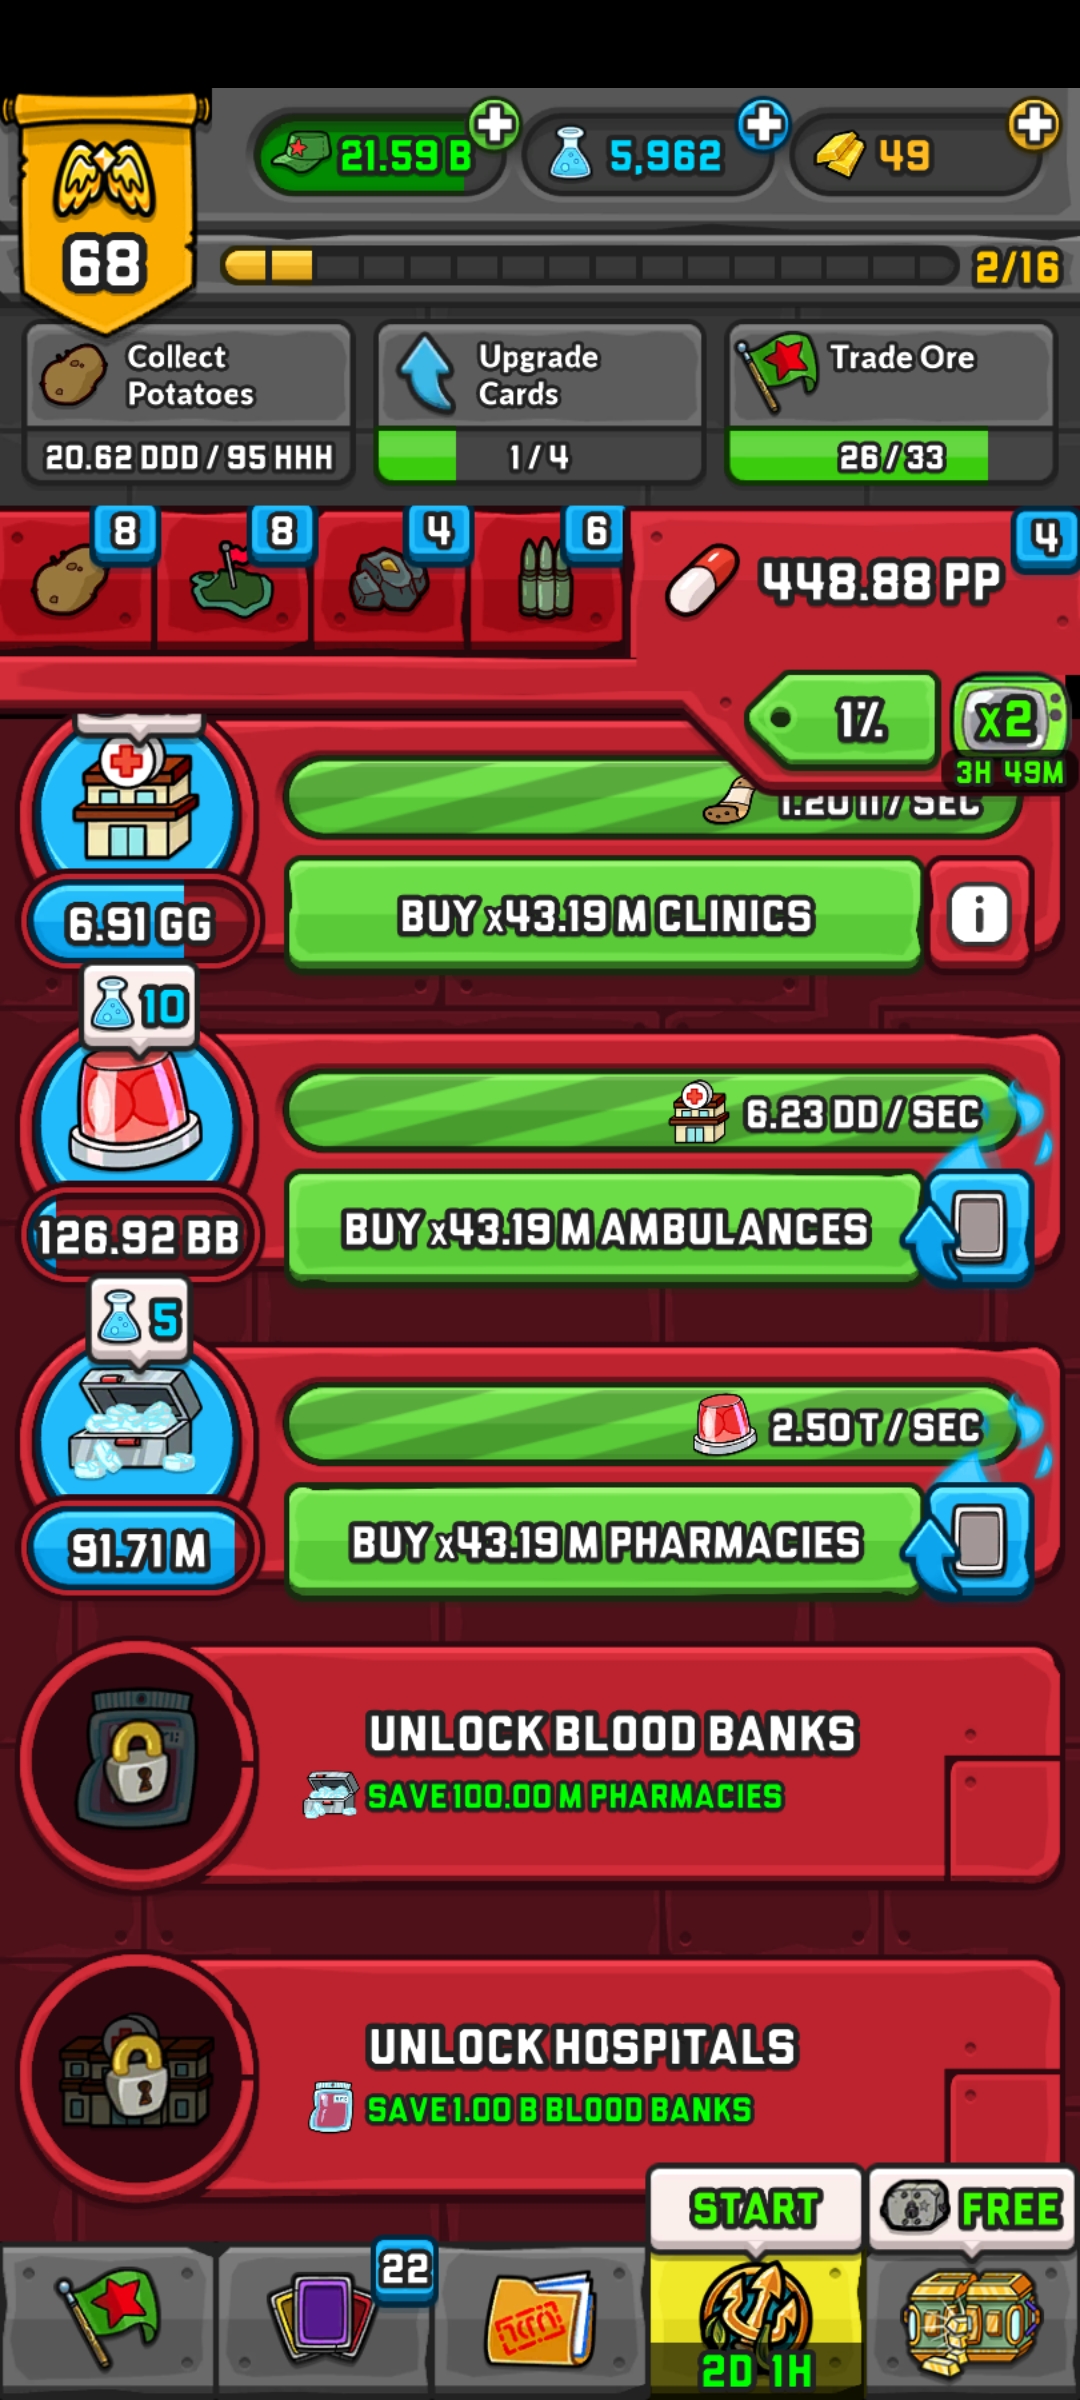 21.59 B
5,962
49
68
2/16
Collect
Potatoes
20.62 DDD / 95 HHH
Upgrade
Cards
1 / 4
Trade Ore
26 / 33
8
8
4
6
448.88 PP
4
1%
x2
3H 49M
/ SEC
BUY x43.19 M CLINICS
i
6.91 GG
10
6.23 DD / SEC
BUY x43.19 M AMBULANCES
126.92 BB
5
2.50 T / SEC
BUY x43.19 M PHARMACIES
91.71 M
UNLOCK BLOOD BANKS
SAVE 100.00 M PHARMACIES
UNLOCK HOSPITALS
SAVE 1.00 B BLOOD BANKS
START
FREE
22
2D 1H